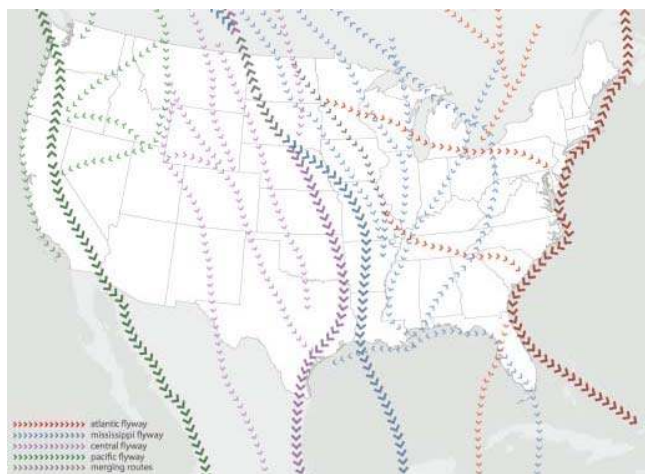 atlantic flyway
mississippi flyway
central flyway
pacific flyway
merging routes